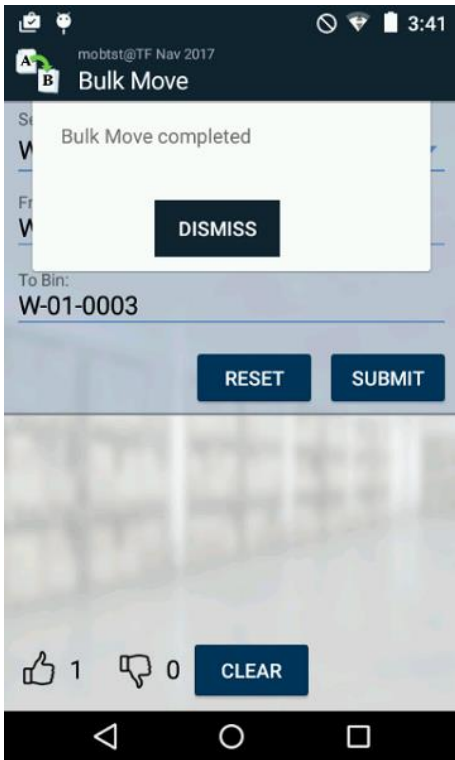 3:41
mobtst@TF Nav 2017
A
B
Bulk Move
Bulk Move completed
DISMISS
To Bin:
W-01-0003
RESET
SUBMIT
1
0
CLEAR